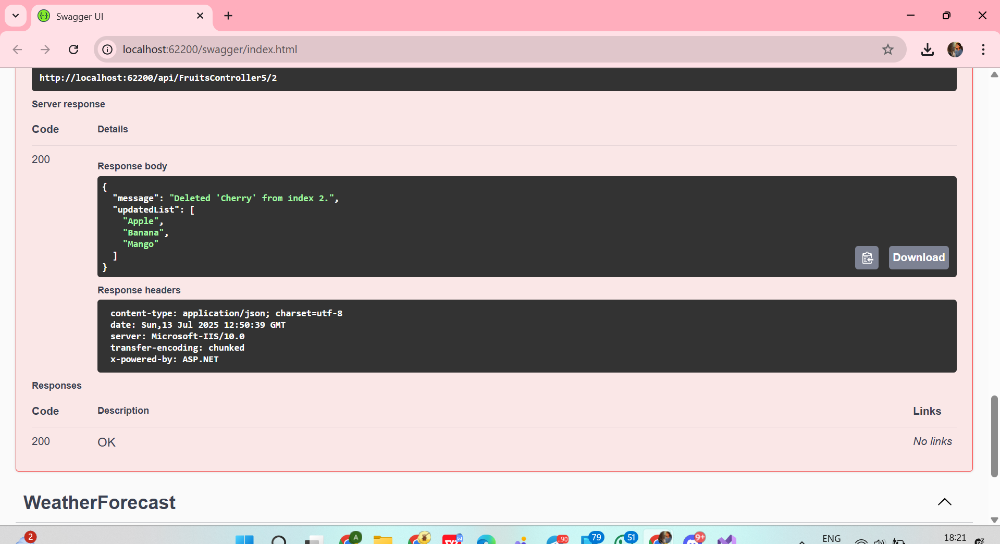 Swagger UI
localhost:62200/swagger/index.html
http://localhost:62200/api/FruitsController5/2
Server response
Code Details
200
Response body
{
"message": "Deleted 'Cherry' from index 2.",
"updatedList": [
"Apple",
"Banana",
"Mango"
]
}
Download
Response headers
content-type: application/json; charset=utf-8
date: Sun,13 Jul 2025 12:50:39 GMT
server: Microsoft-IIS/10.0
transfer-encoding: chunked
x-powered-by: ASP.NET
Responses
Code Description Links
200 OK No links
WeatherForecast
2 A 90 79 51 9+ ENG 18:21